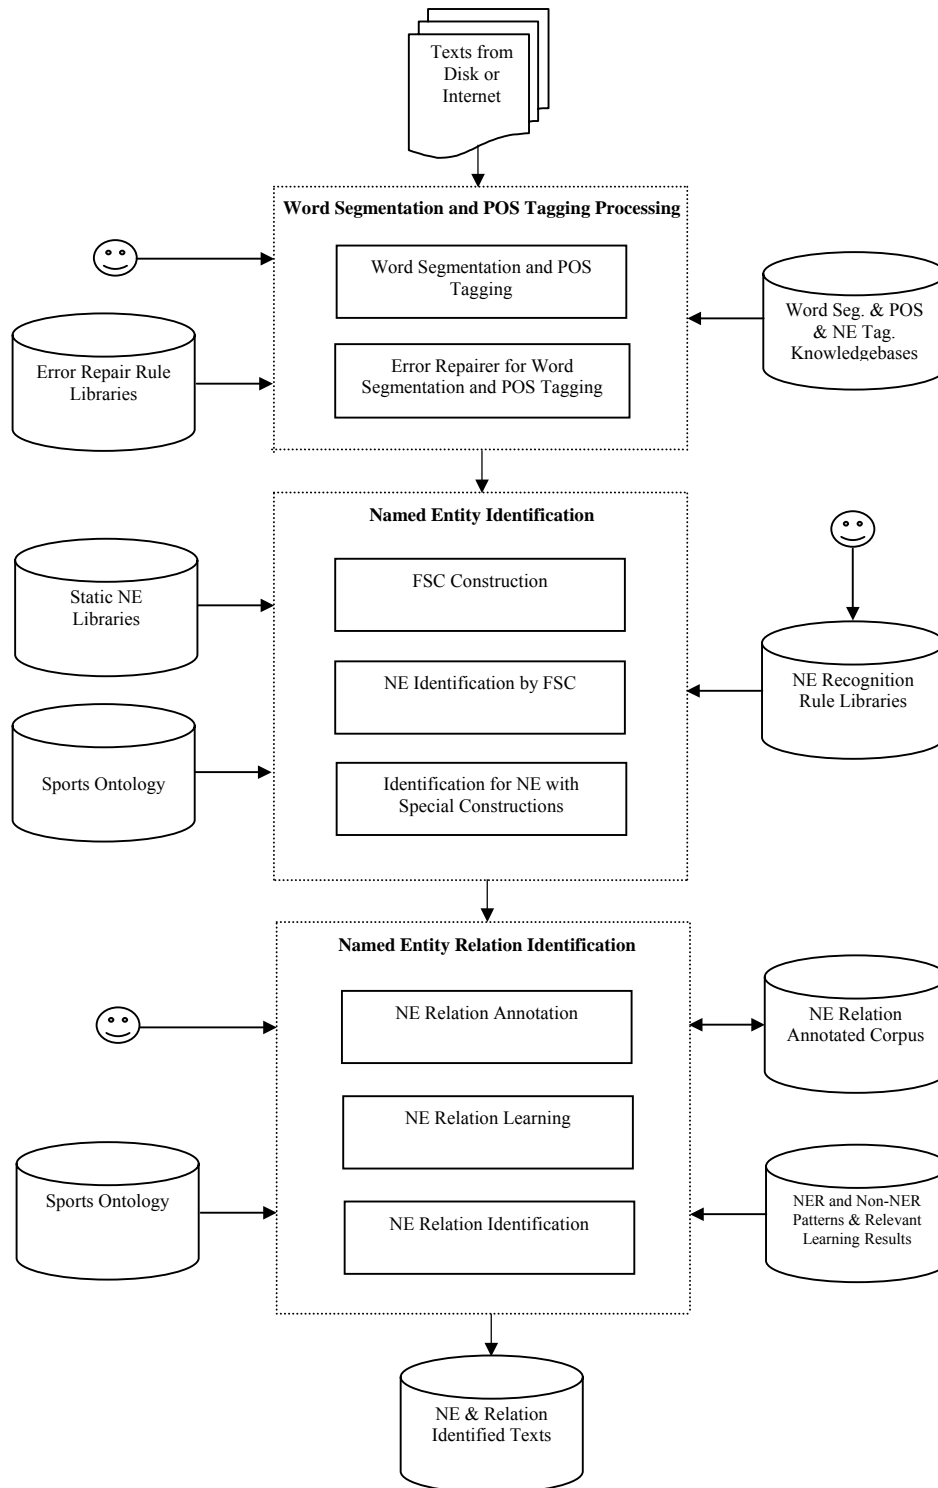 Texts from
Disk or
Internet
Word Segmentation and POS Tagging Processing
Word Segmentation and POS
Tagging
Word Seg. & POS
& NE Tag.
Knowledgebases
Error Repair Rule
Libraries
Error Repairer for Word
Segmentation and POS Tagging
Named Entity Identification
Static NE
Libraries
FSC Construction
NE Identification by FSC
NE Recognition
Rule Libraries
Sports Ontology
Identification for NE with
Special Constructions
Named Entity Relation Identification
NE Relation Annotation
NE Relation
Annotated Corpus
NE Relation Learning
Sports Ontology
NE Relation Identification
NER and Non-NER
Patterns & Relevant
Learning Results
NE & Relation
Identified Texts